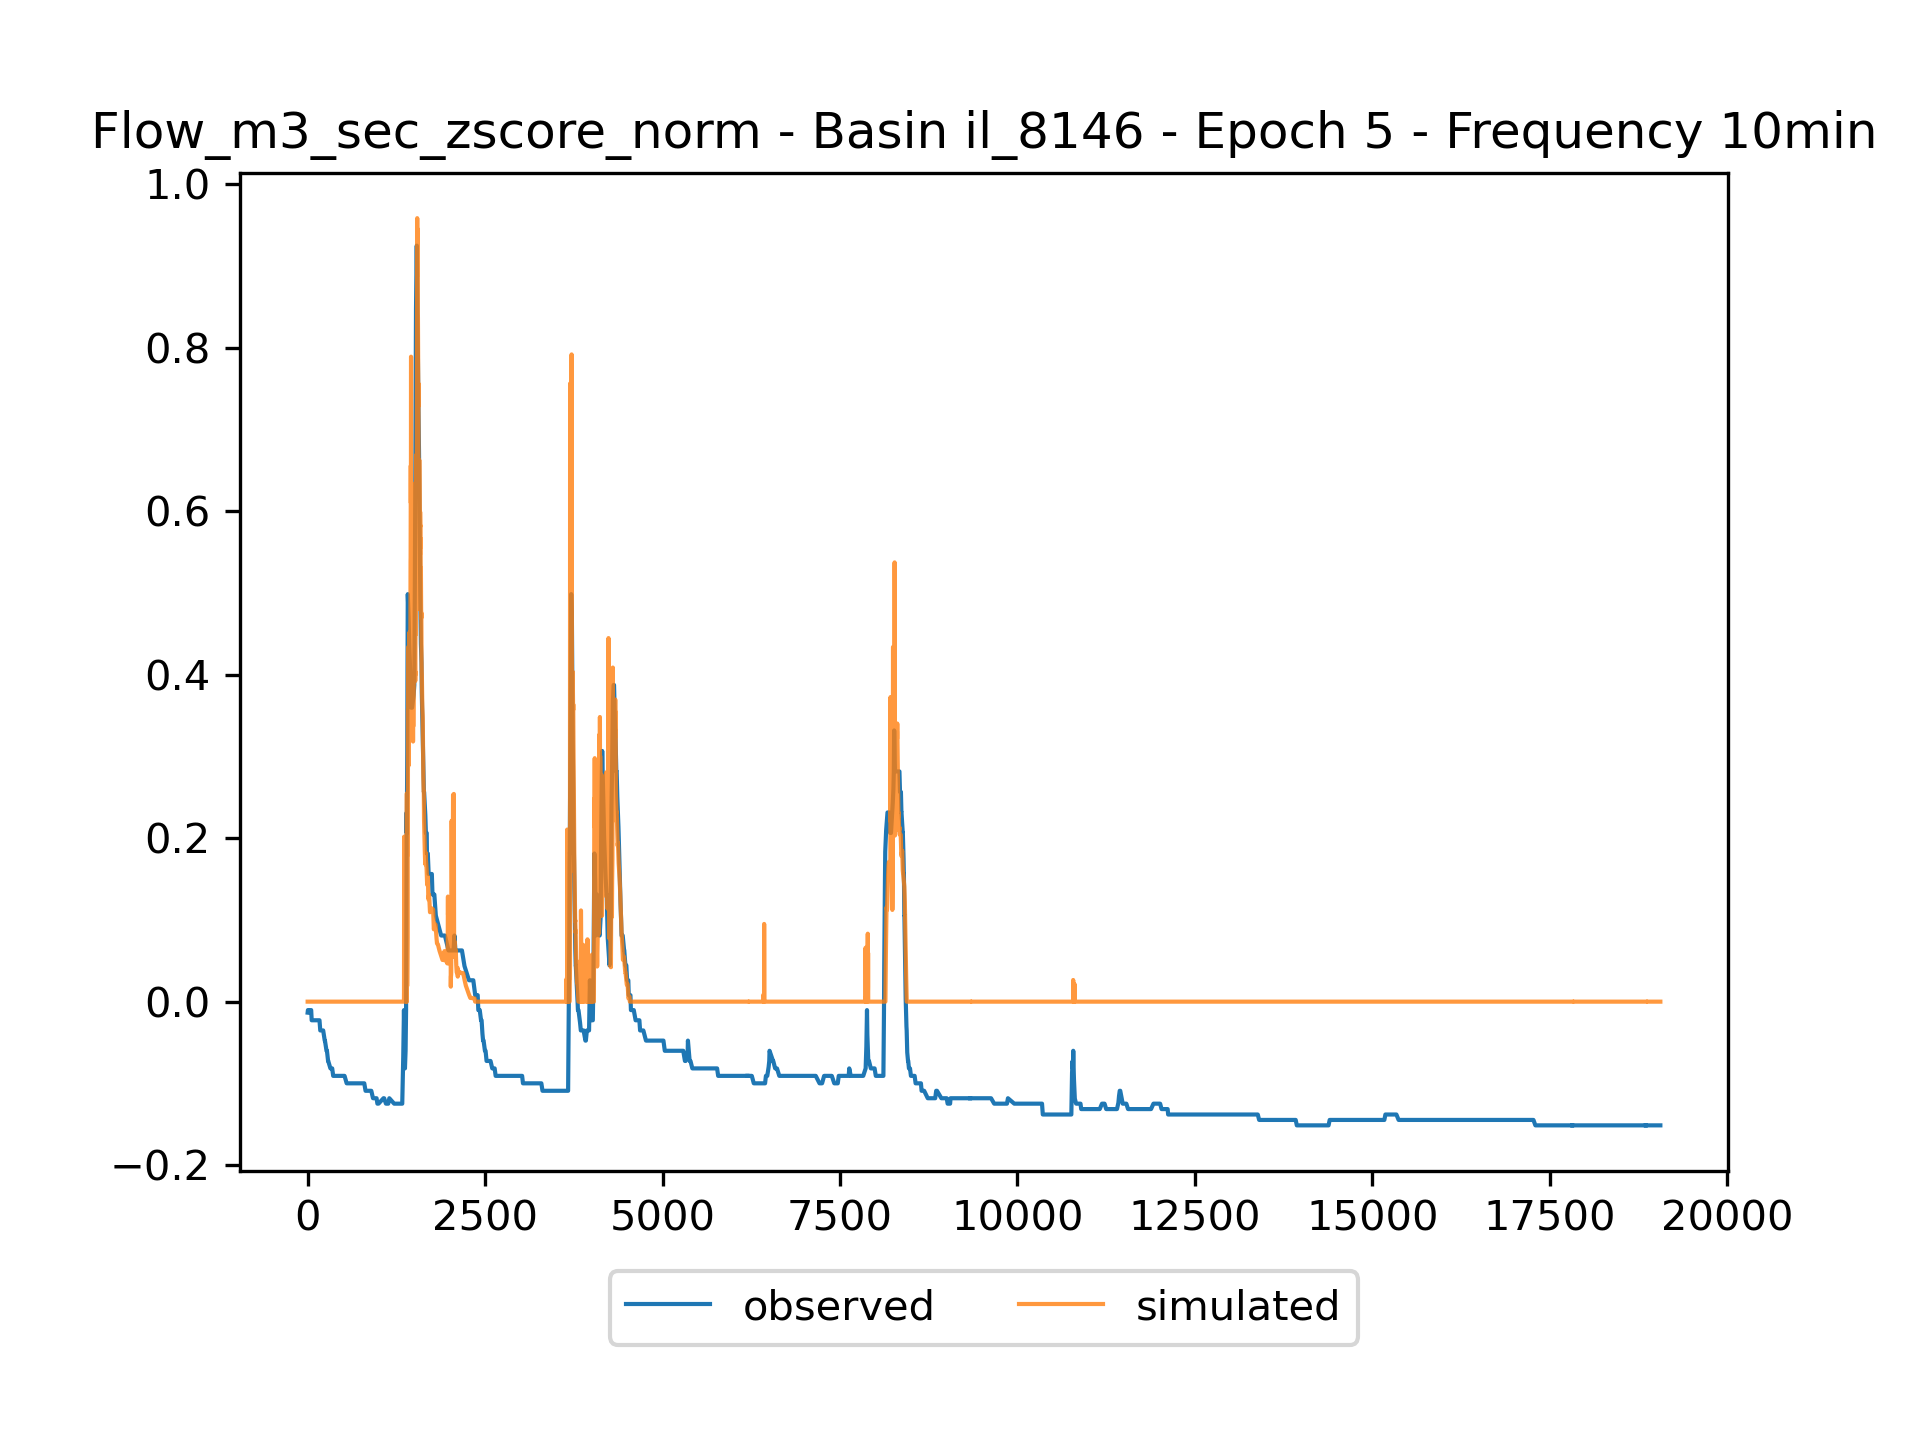 Flow_m3_sec_zscore_norm - Basin il_8146 - Epoch 5 - Frequency 10min
1.0
0.8
0.6
0.4
0.2
0.0
−0.2
0 2500 5000 7500 10000 12500 15000 17500 20000
observed simulated